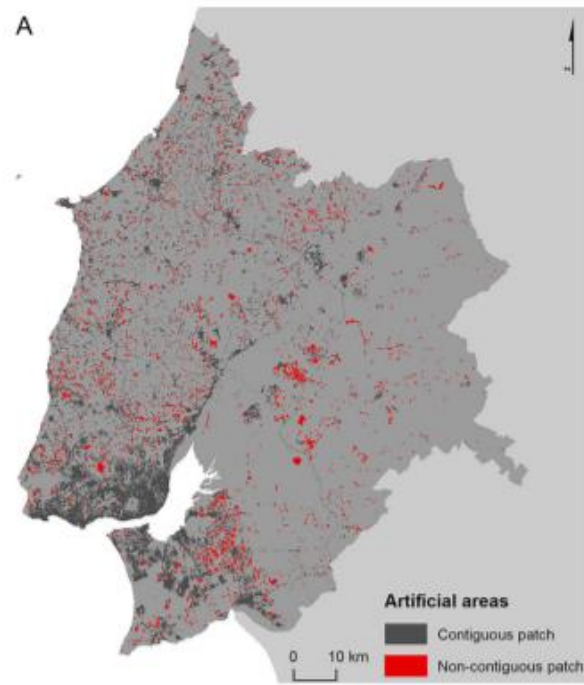 A
N
Artificial areas
Contiguous patch
Non-contiguous patch
0 10 km